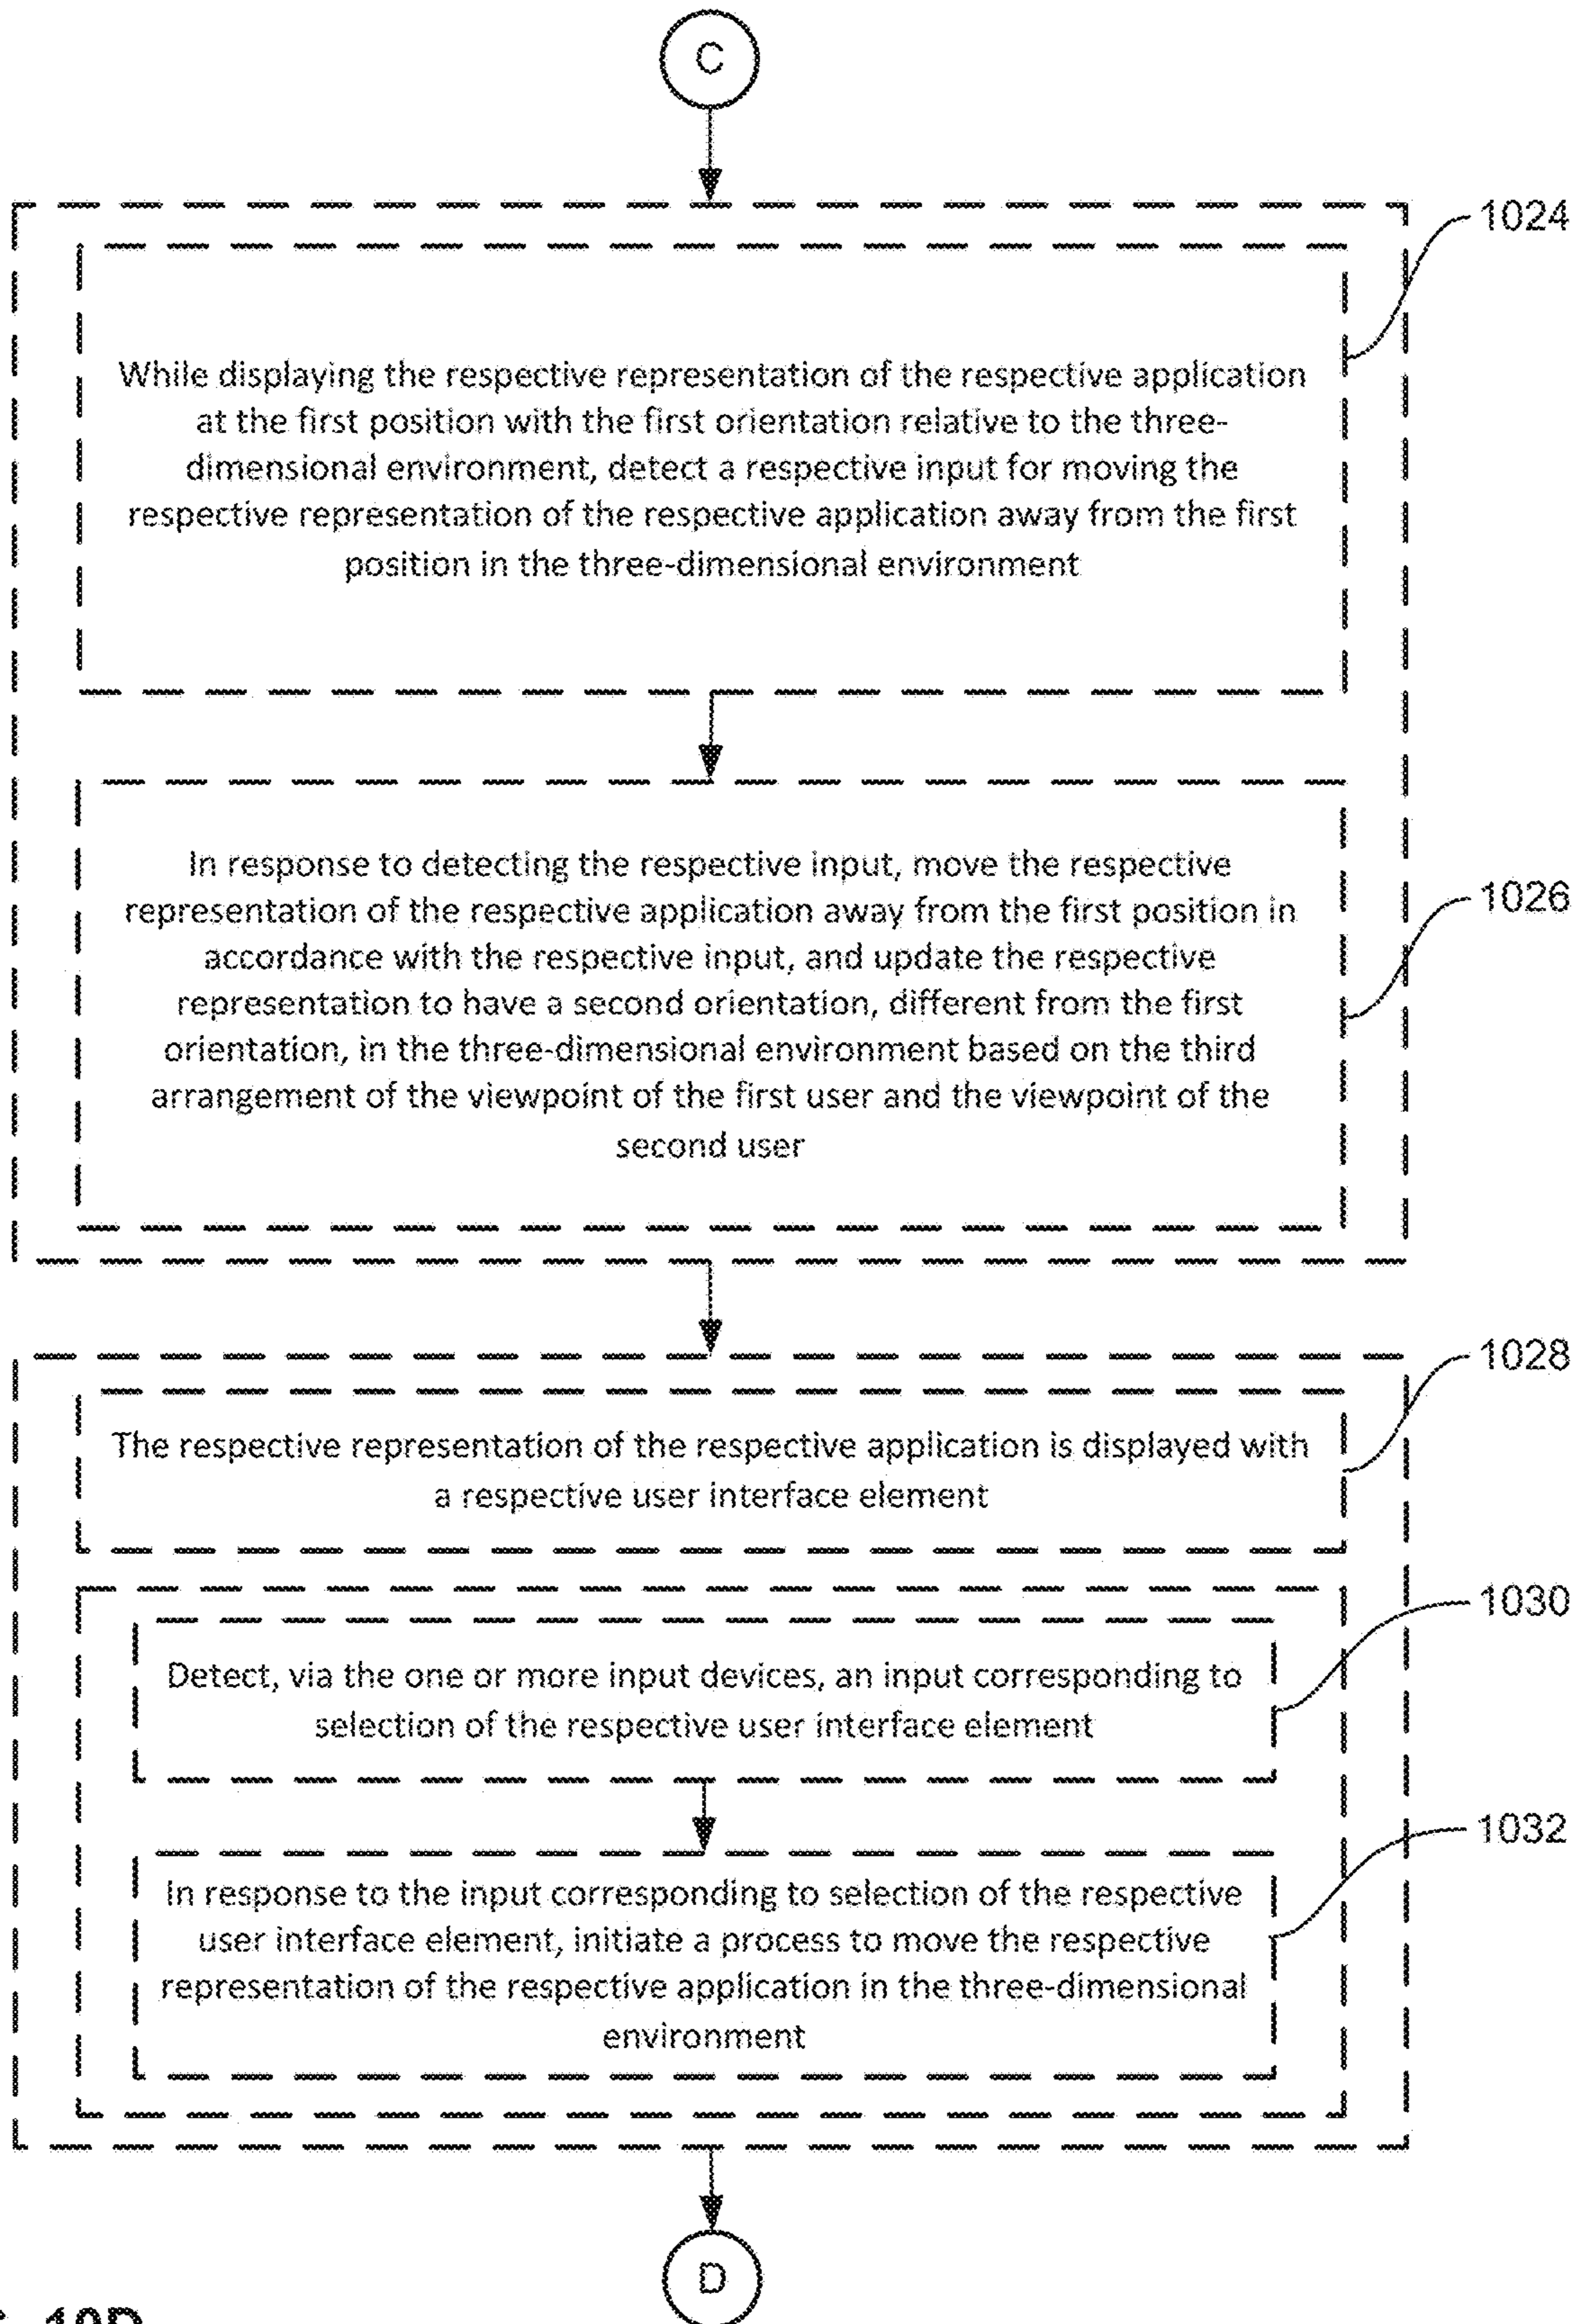 C
1024
While displaying the respective representation of the respective application
at the first position with the first orientation relative to the three-
dimensional environment, detect a respective input for moving the
respective representation of the respective application away from the first
position in the three-dimensional environment
1026
In response to detecting the respective input, move the respective
representation of the respective application away from the first position in
accordance with the respective input, and update the respective
representation to have a second orientation, different from the first
orientation, in the three-dimensional environment based on the third
arrangement of the viewpoint of the first user and the viewpoint of the
second user
1028
The respective representation of the respective application is displayed with
a respective user interface element
1030
Detect, via the one or more input devices, an input corresponding to
selection of the respective user interface element
1032
In response to the input corresponding to selection of the respective
user interface element, initiate a process to move the respective
representation of the respective application in the three-dimensional
environment
D
10D